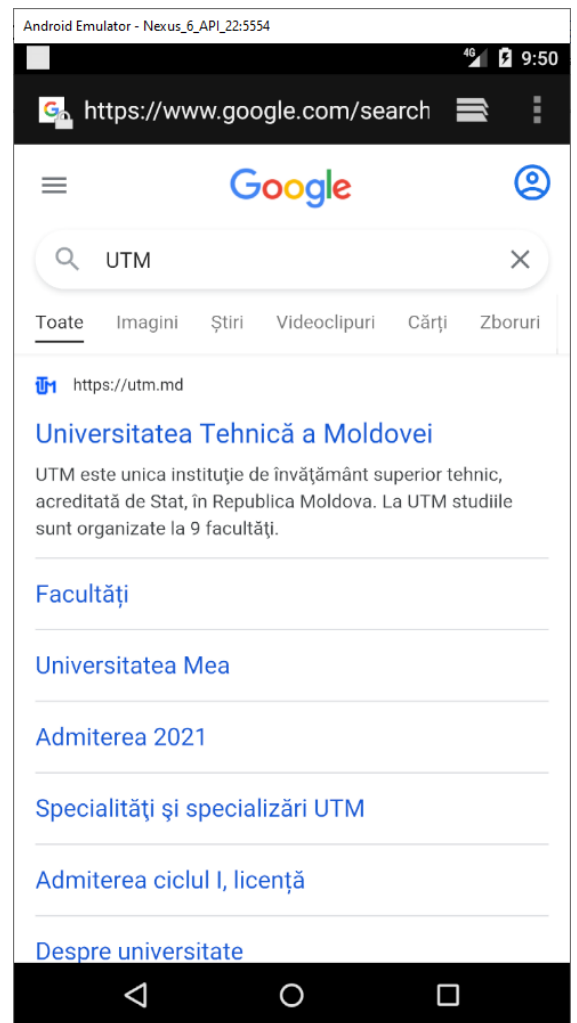 Android Emulator - Nexus_6_API_22:5554
4G 9:50
https://www.google.com/search
Google
UTM
Toate Imagini Știri Videoclipuri Cărți Zboruri
UTM https://utm.md
Universitatea Tehnică a Moldovei
UTM este unica instituţie de învăţământ superior tehnic,
acreditată de Stat, în Republica Moldova. La UTM studiile
sunt organizate la 9 facultăţi.
Facultăți
Universitatea Mea
Admiterea 2021
Specialităţi şi specializări UTM
Admiterea ciclul I, licență
Despre universitate